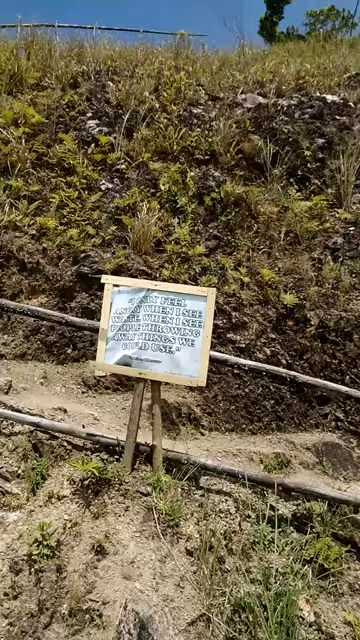 "I ONLY FEEL
ANGRY WHEN I SEE
WASTE. WHEN I SEE
PEOPLE THROWING
AWAY THINGS WE
COULD USE."